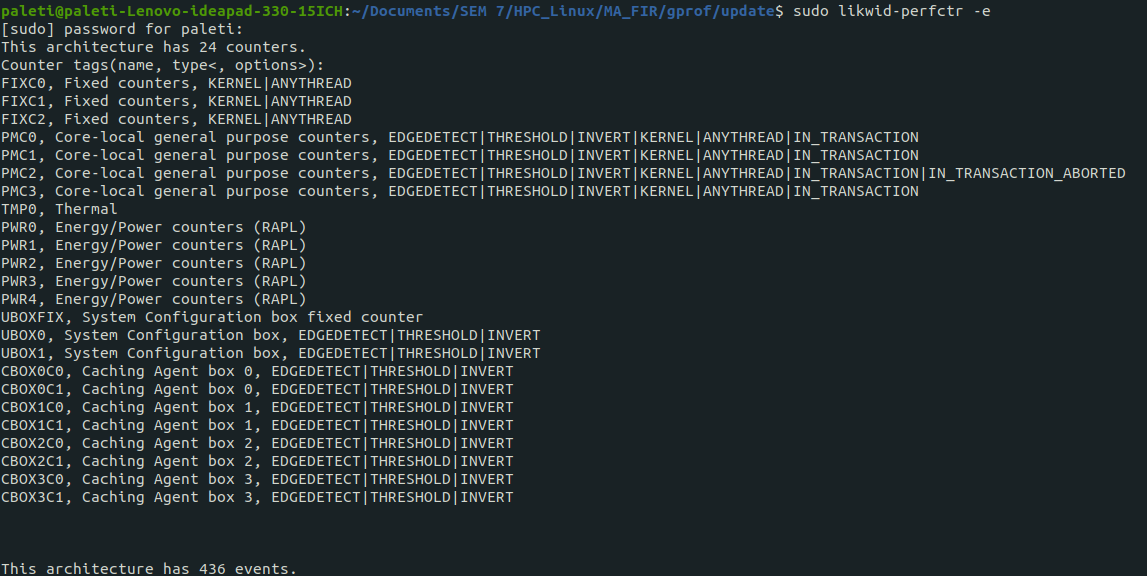 paleti@paleti-Lenovo-ideapad-330-15ICH:~/Documents/SEM 7/HPC_Linux/MA_FIR/gprof/update$ sudo likwid-perfctr -e
[sudo] password for paleti:
This architecture has 24 counters.
Counter tags(name, type<, options>):
FIXC0, Fixed counters, KERNEL|ANYTHREAD
FIXC1, Fixed counters, KERNEL|ANYTHREAD
FIXC2, Fixed counters, KERNEL|ANYTHREAD
PMC0, Core-local general purpose counters, EDGEDETECT|THRESHOLD|INVERT|KERNEL|ANYTHREAD|IN_TRANSACTION
PMC1, Core-local general purpose counters, EDGEDETECT|THRESHOLD|INVERT|KERNEL|ANYTHREAD|IN_TRANSACTION
PMC2, Core-local general purpose counters, EDGEDETECT|THRESHOLD|INVERT|KERNEL|ANYTHREAD|IN_TRANSACTION|IN_TRANSACTION_ABORTED
PMC3, Core-local general purpose counters, EDGEDETECT|THRESHOLD|INVERT|KERNEL|ANYTHREAD|IN_TRANSACTION
TMP0, Thermal
PWR0, Energy/Power counters (RAPL)
PWR1, Energy/Power counters (RAPL)
PWR2, Energy/Power counters (RAPL)
PWR3, Energy/Power counters (RAPL)
PWR4, Energy/Power counters (RAPL)
UBOXFIX, System Configuration box fixed counter
UBOX0, System Configuration box, EDGEDETECT|THRESHOLD|INVERT
UBOX1, System Configuration box, EDGEDETECT|THRESHOLD|INVERT
CBOX0C0, Caching Agent box 0, EDGEDETECT|THRESHOLD|INVERT
CBOX0C1, Caching Agent box 0, EDGEDETECT|THRESHOLD|INVERT
CBOX1C0, Caching Agent box 1, EDGEDETECT|THRESHOLD|INVERT
CBOX1C1, Caching Agent box 1, EDGEDETECT|THRESHOLD|INVERT
CBOX2C0, Caching Agent box 2, EDGEDETECT|THRESHOLD|INVERT
CBOX2C1, Caching Agent box 2, EDGEDETECT|THRESHOLD|INVERT
CBOX3C0, Caching Agent box 3, EDGEDETECT|THRESHOLD|INVERT
CBOX3C1, Caching Agent box 3, EDGEDETECT|THRESHOLD|INVERT
This architecture has 436 events.